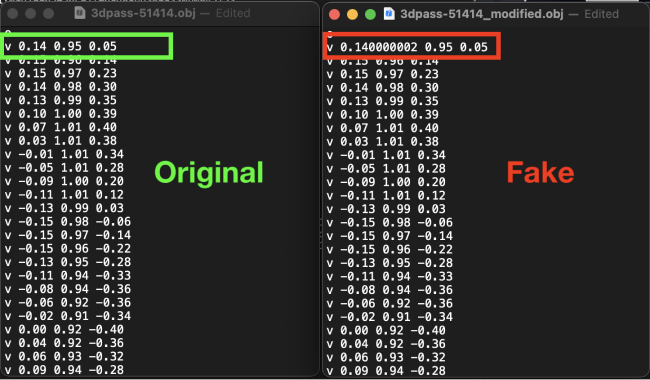 3dpass-51414.obj — Edited
v 0.14 0.95 0.05
v 0.15 0.96 0.14
v 0.15 0.97 0.23
v 0.14 0.98 0.30
v 0.13 0.99 0.35
v 0.10 1.00 0.39
v 0.07 1.01 0.40
v 0.03 1.01 0.38
v -0.01 1.01 0.34
v -0.05 1.01 0.28
v -0.09 1.00 0.20
v -0.11 1.01 0.12
v -0.13 0.99 0.03
v -0.15 0.98 -0.06
v -0.15 0.97 -0.14
v -0.15 0.96 -0.22
v -0.13 0.95 -0.28
v -0.11 0.94 -0.33
v -0.08 0.94 -0.36
v -0.06 0.92 -0.36
v -0.02 0.91 -0.34
v 0.00 0.92 -0.40
v 0.04 0.92 -0.36
v 0.06 0.93 -0.32
v 0.09 0.94 -0.28
Original
3dpass-51414_modified.obj — Edited
v 0.140000002 0.95 0.05
v 0.15 0.96 0.14
v 0.15 0.97 0.23
v 0.14 0.98 0.30
v 0.13 0.99 0.35
v 0.10 1.00 0.39
v 0.07 1.01 0.40
v 0.03 1.01 0.38
v -0.01 1.01 0.34
v -0.05 1.01 0.28
v -0.09 1.00 0.20
v -0.11 1.01 0.12
v -0.13 0.99 0.03
v -0.15 0.98 -0.06
v -0.15 0.97 -0.14
v -0.15 0.96 -0.22
v -0.13 0.95 -0.28
v -0.11 0.94 -0.33
v -0.08 0.94 -0.36
v -0.06 0.92 -0.36
v -0.02 0.91 -0.34
v 0.00 0.92 -0.40
v 0.04 0.92 -0.36
v 0.06 0.93 -0.32
v 0.09 0.94 -0.28
Fake